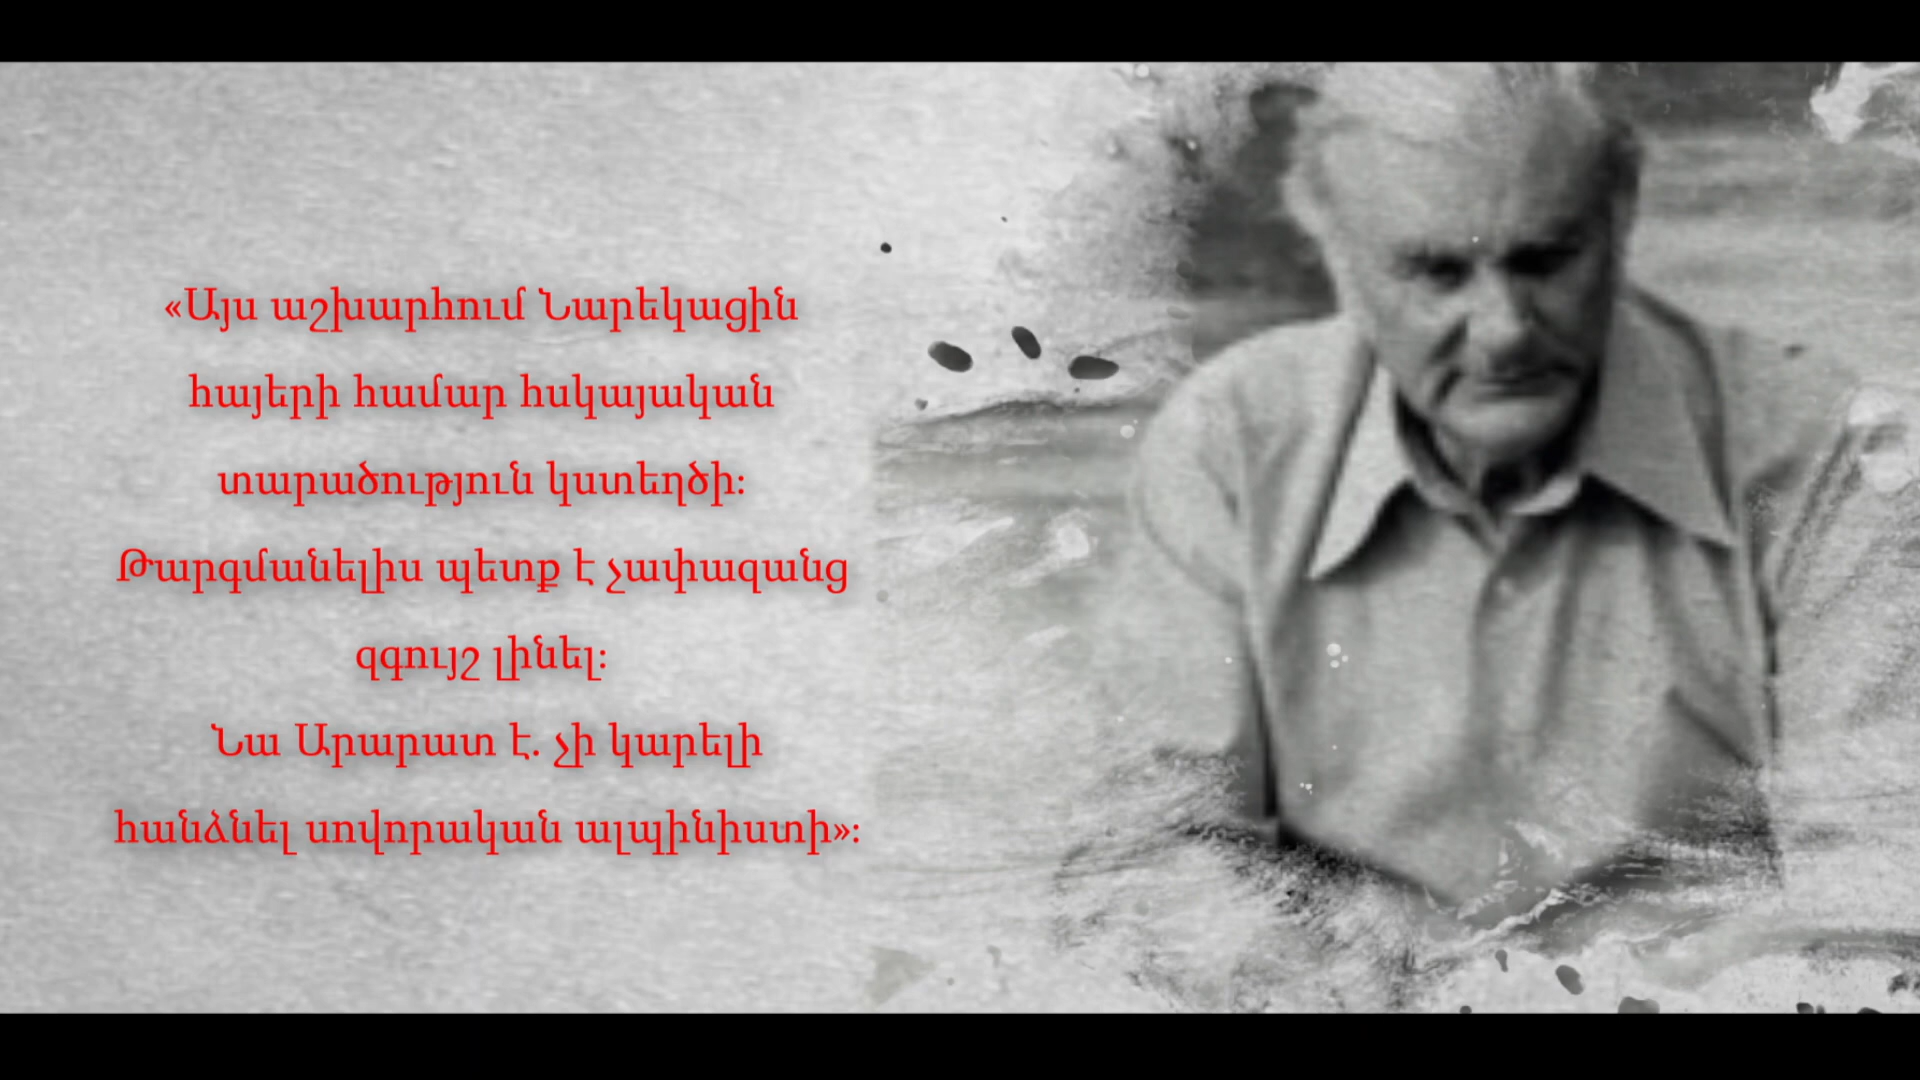 «Այս աշխարհում Նարեկացին
հայերի համար հսկայական
տարածություն կստեղծի։
Թարգմանելիս պետք է չափազանց
զգույշ լինել։
Նա Արարատ է. չի կարելի
հանձնել սովորական ալպինիստի»։